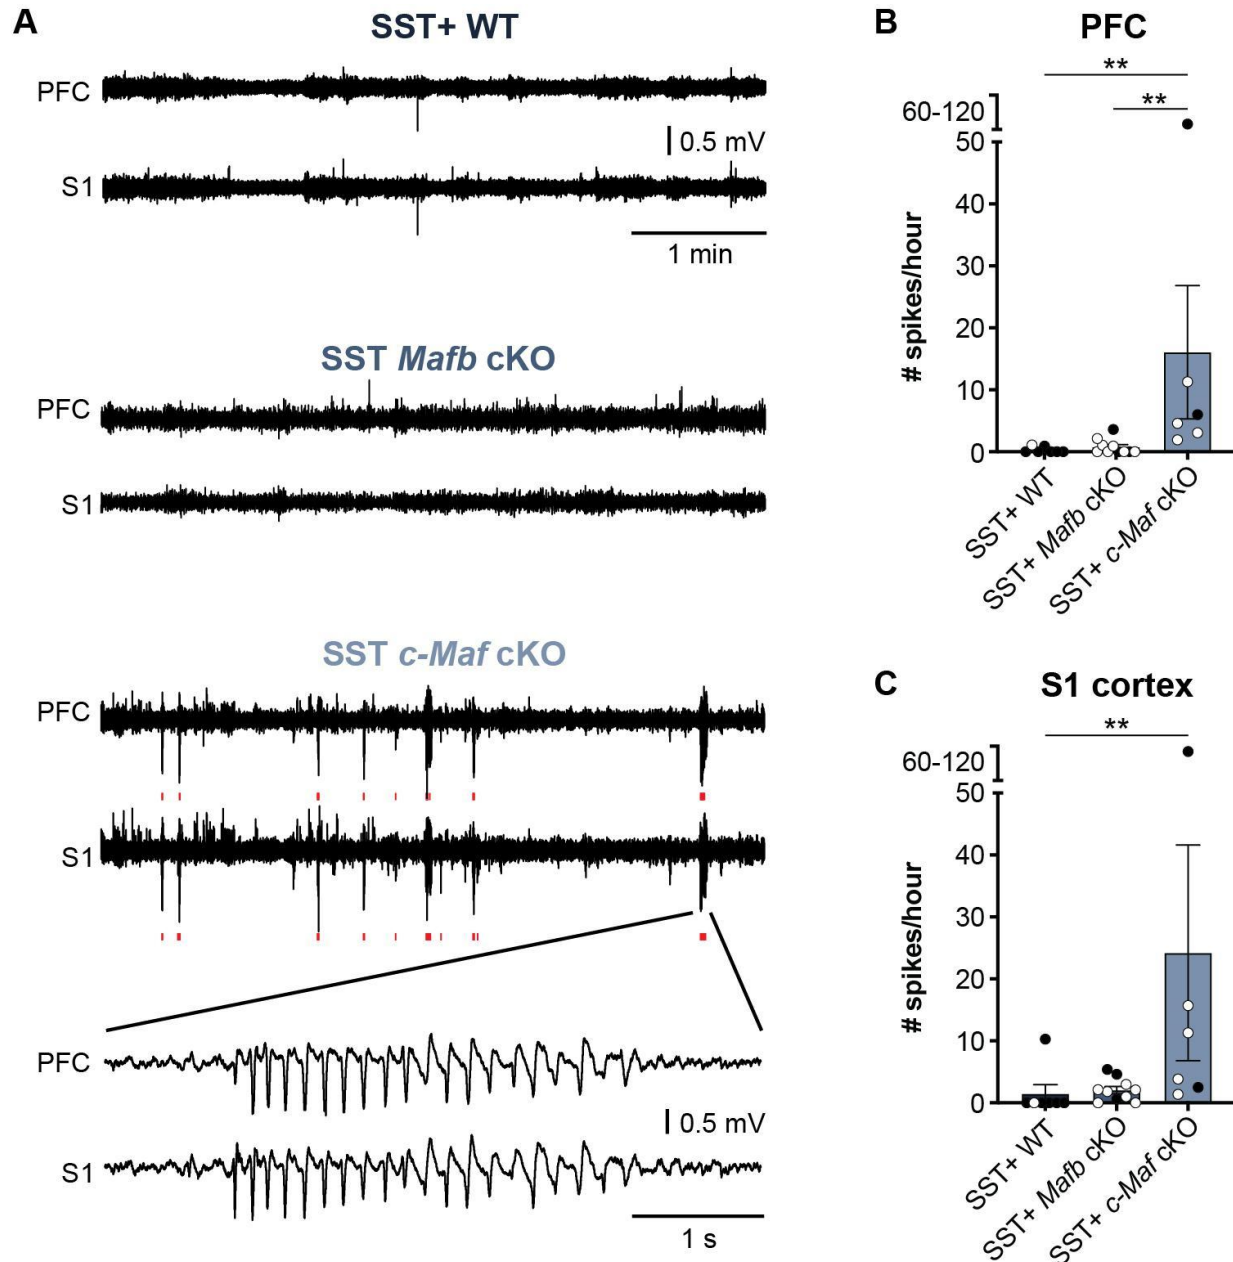 A
SST+ WT
PFC
0.5 mV
S1
1 min
SST Mafb cKO
PFC
S1
SST c-Maf cKO
PFC
S1
PFC
0.5 mV
S1
1 s
B
PFC
**
**
60-120
50
40
30
20
10
0
# spikes/hour
SST+ WT
SST+ Mafb cKO
SST+ c-Maf cKO
C
S1 cortex
**
60-120
50
40
30
20
10
0
# spikes/hour
SST+ WT
SST+ Mafb cKO
SST+ c-Maf cKO